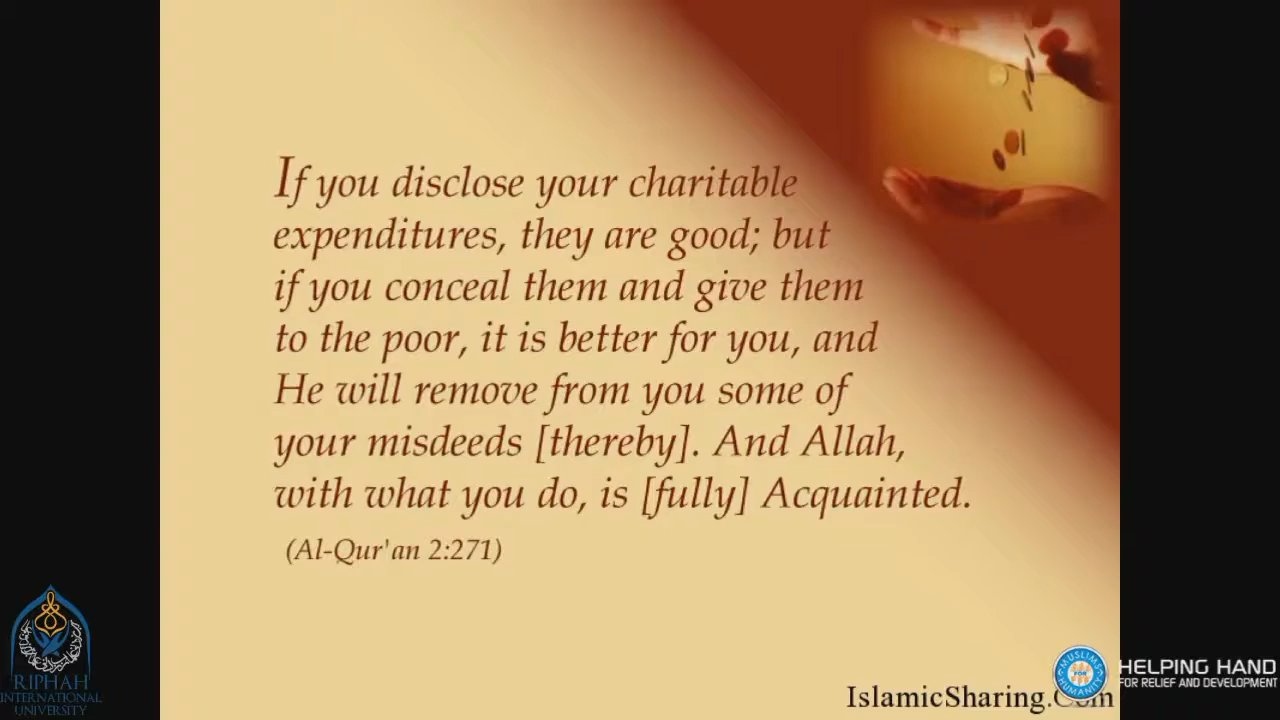 If you disclose your charitable
expenditures, they are good; but
if you conceal them and give them
to the poor, it is better for you, and
He will remove from you some of
your misdeeds [thereby]. And Allah,
with what you do, is [fully] Acquainted.
(Al-Qur'an 2:271)
RIPHAH
INTERNATIONAL
UNIVERSITY
MUSLIMS
FOR
HUMANITY
HELPING HAND
FOR RELIEF AND DEVELOPMENT
IslamicSharing.Com